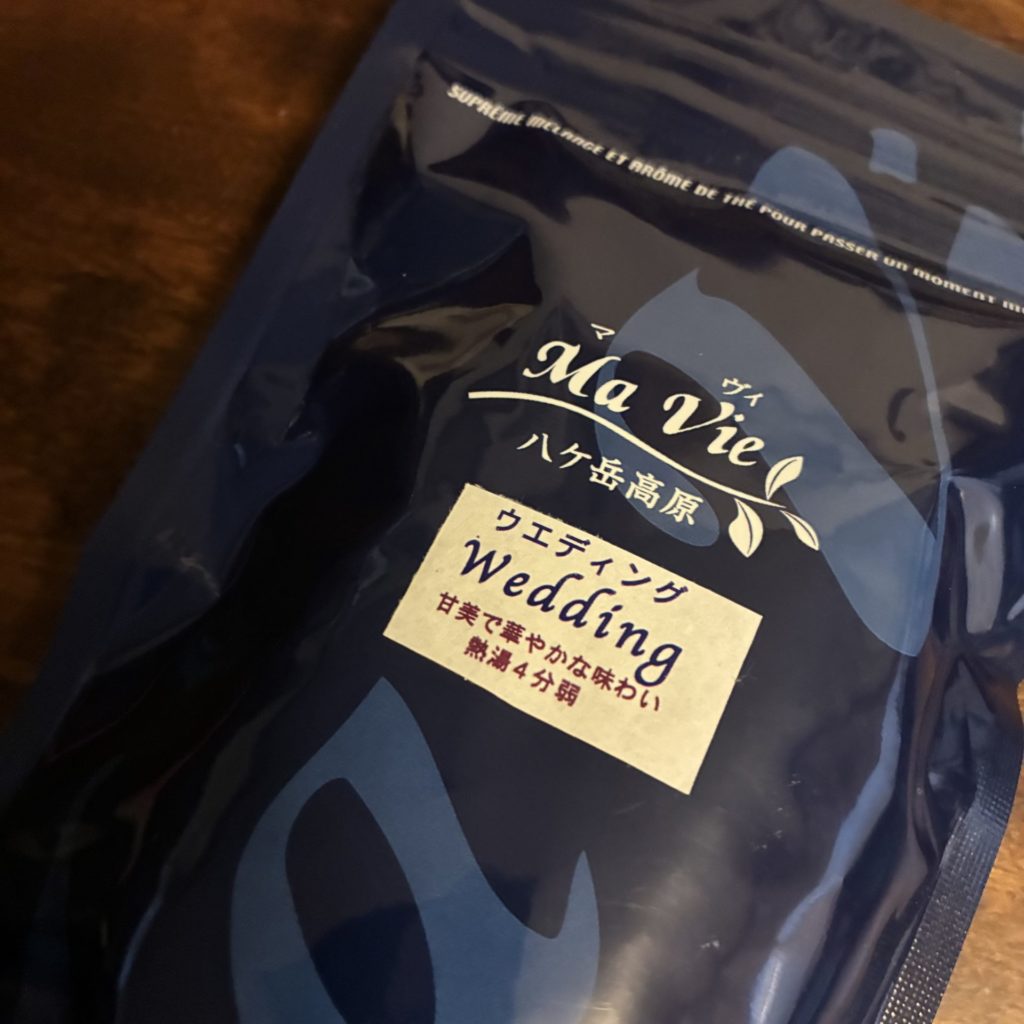 SUPRÊME MÉLANGE ET ARÔME DE THÉ POUR PASSER UN MOMENT
マ ヴィ
Ma Vie
八ケ岳高原
ウエディング
Wedding
甘美で華やかな味わい
熱湯4分弱